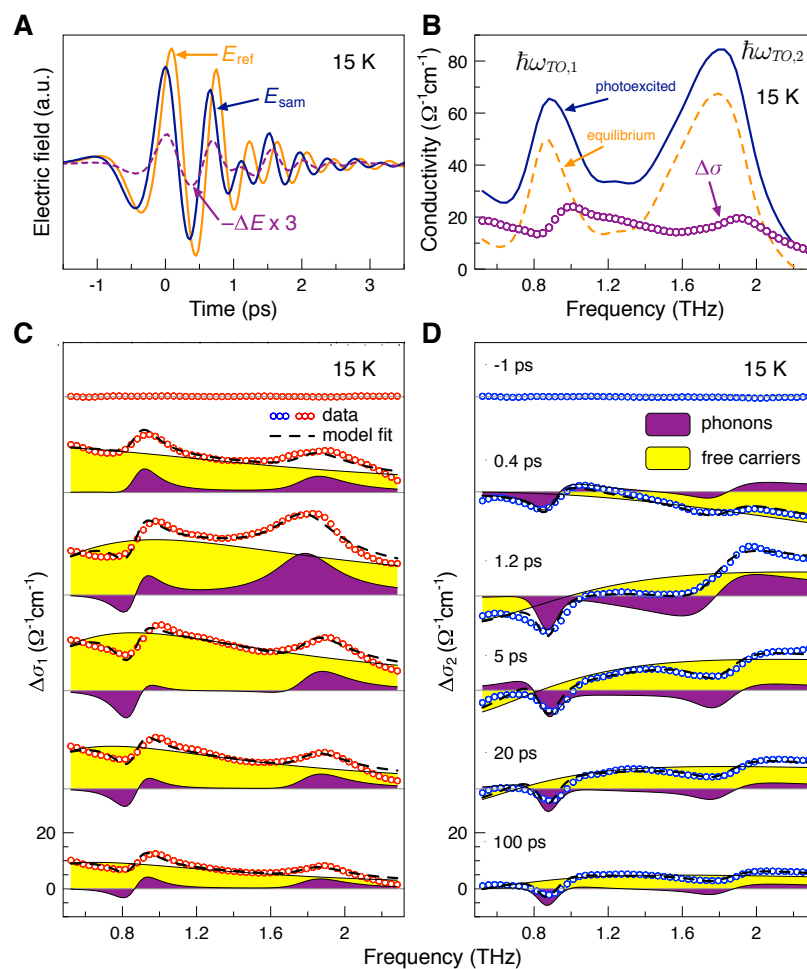 A
15 K
E_ref
E_sam
−ΔE x 3
Electric field (a.u.)
-1 0 1 2 3
Time (ps)
B
ħω_TO,1
ħω_TO,2
15 K
photoexcited
equilibrium
Δσ
Conductivity (Ω⁻¹cm⁻¹)
80
60
40
20
0
0.8 1.2 1.6 2
Frequency (THz)
C
15 K
data
model fit
Δσ₁ (Ω⁻¹cm⁻¹)
20
0
0.8 1.2 1.6 2
D
-1 ps
15 K
phonons
free carriers
0.4 ps
1.2 ps
5 ps
20 ps
100 ps
Δσ₂ (Ω⁻¹cm⁻¹)
20
0
0.8 1.2 1.6 2
Frequency (THz)